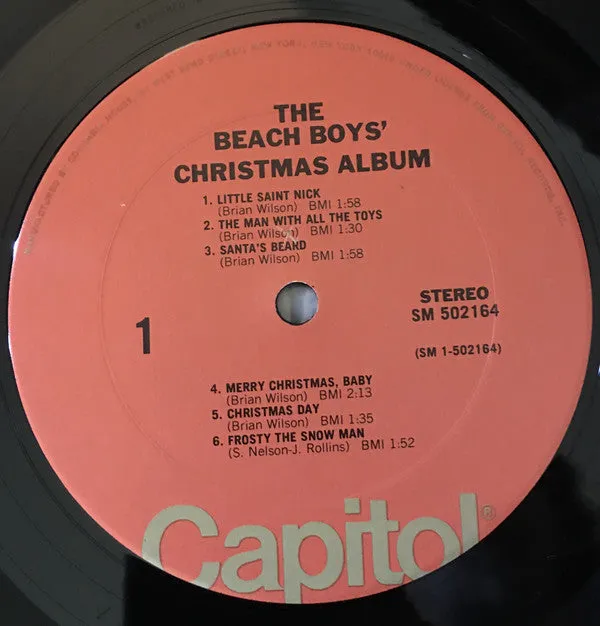 THE
BEACH BOYS'
CHRISTMAS ALBUM
1. LITTLE SAINT NICK
(Brian Wilson) BMI 1:58
2. THE MAN WITH ALL THE TOYS
(Brian Wilson) BMI 1:30
3. SANTA'S BEARD
(Brian Wilson) BMI 1:58
1
STEREO
SM 502164
(SM 1-502164)
4. MERRY CHRISTMAS, BABY
(Brian Wilson) BMI 2:13
5. CHRISTMAS DAY
(Brian Wilson) BMI 1:35
6. FROSTY THE SNOW MAN
(S. Nelson-J. Rollins) BMI 1:52
Capitol®